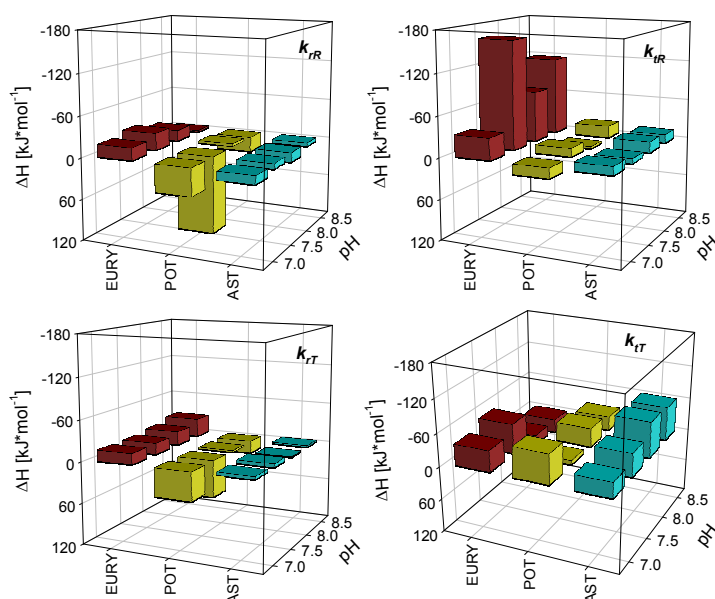 k_rR
ΔH [kJ*mol⁻¹]
-180
-120
-60
0
60
120
EURY
POT
AST
7.0
7.5
8.0
8.5
pH
k_tR
ΔH [kJ*mol⁻¹]
-180
-120
-60
0
60
120
EURY
POT
AST
7.0
7.5
8.0
8.5
pH
k_rT
ΔH [kJ*mol⁻¹]
-180
-120
-60
0
60
120
EURY
POT
AST
7.0
7.5
8.0
8.5
pH
k_tT
ΔH [kJ*mol⁻¹]
-180
-120
-60
0
60
120
EURY
POT
AST
7.0
7.5
8.0
8.5
pH